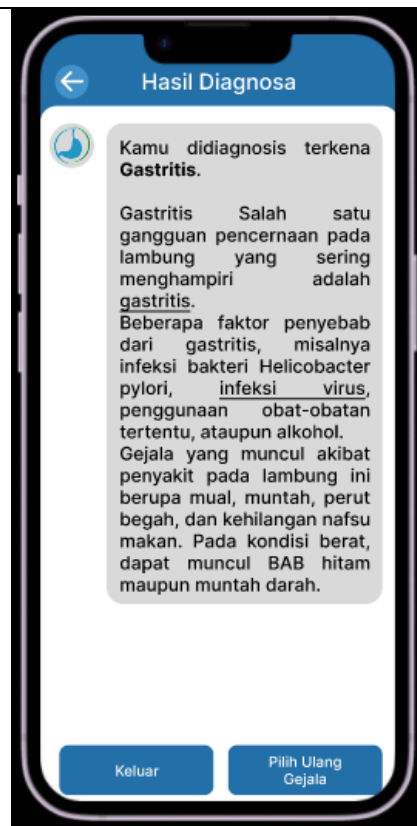 Hasil Diagnosa
Kamu didiagnosis terkena
Gastritis.
Gastritis Salah satu
gangguan pencernaan pada
lambung yang sering
menghampiri adalah
gastritis.
Beberapa faktor penyebab
dari gastritis, misalnya
infeksi bakteri Helicobacter
pylori, infeksi virus,
penggunaan obat-obatan
tertentu, ataupun alkohol.
Gejala yang muncul akibat
penyakit pada lambung ini
berupa mual, muntah, perut
begah, dan kehilangan nafsu
makan. Pada kondisi berat,
dapat muncul BAB hitam
maupun muntah darah.
Keluar
Pilih Ulang
Gejala